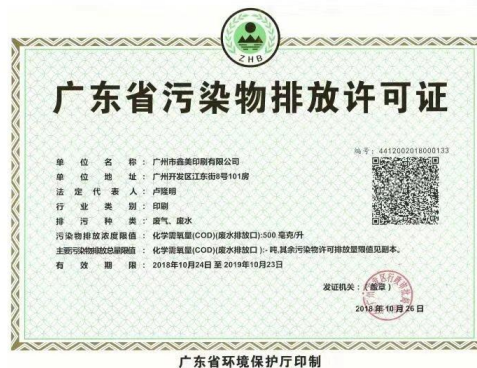 ZHB
广东省污染物排放许可证
编号：4412002018000133
单位名称：广州市鑫美印刷有限公司
单位地址：广州开发区江东街8号101房
法定代表人：卢隆明
行业类别：印刷
排污种类：废气、废水
污染物排放浓度限值：化学需氧量(COD)(废水排放口):500 毫克/升
主要污染物排放总量限值：化学需氧量(COD)(废水排放口):- 吨,其余污染物许可排放量限值见副本。
有效期限：2018年10月24日 至 2019年10月23日
发证机关：（盖章）
2018 年 10 月 26 日
广东省环境保护厅印制